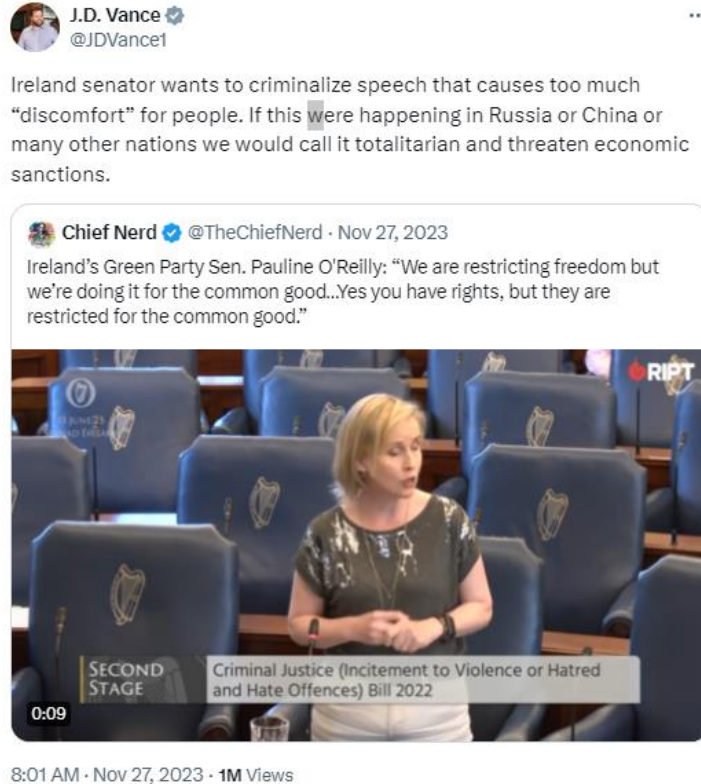 J.D. Vance
@JDVance1
Ireland senator wants to criminalize speech that causes too much
“discomfort” for people. If this were happening in Russia or China or
many other nations we would call it totalitarian and threaten economic
sanctions.
Chief Nerd @TheChiefNerd · Nov 27, 2023
Ireland’s Green Party Sen. Pauline O'Reilly: “We are restricting freedom but
we’re doing it for the common good...Yes you have rights, but they are
restricted for the common good.”
RIPT
SECOND
STAGE
Criminal Justice (Incitement to Violence or Hatred
and Hate Offences) Bill 2022
0:09
8:01 AM · Nov 27, 2023 · 1M Views